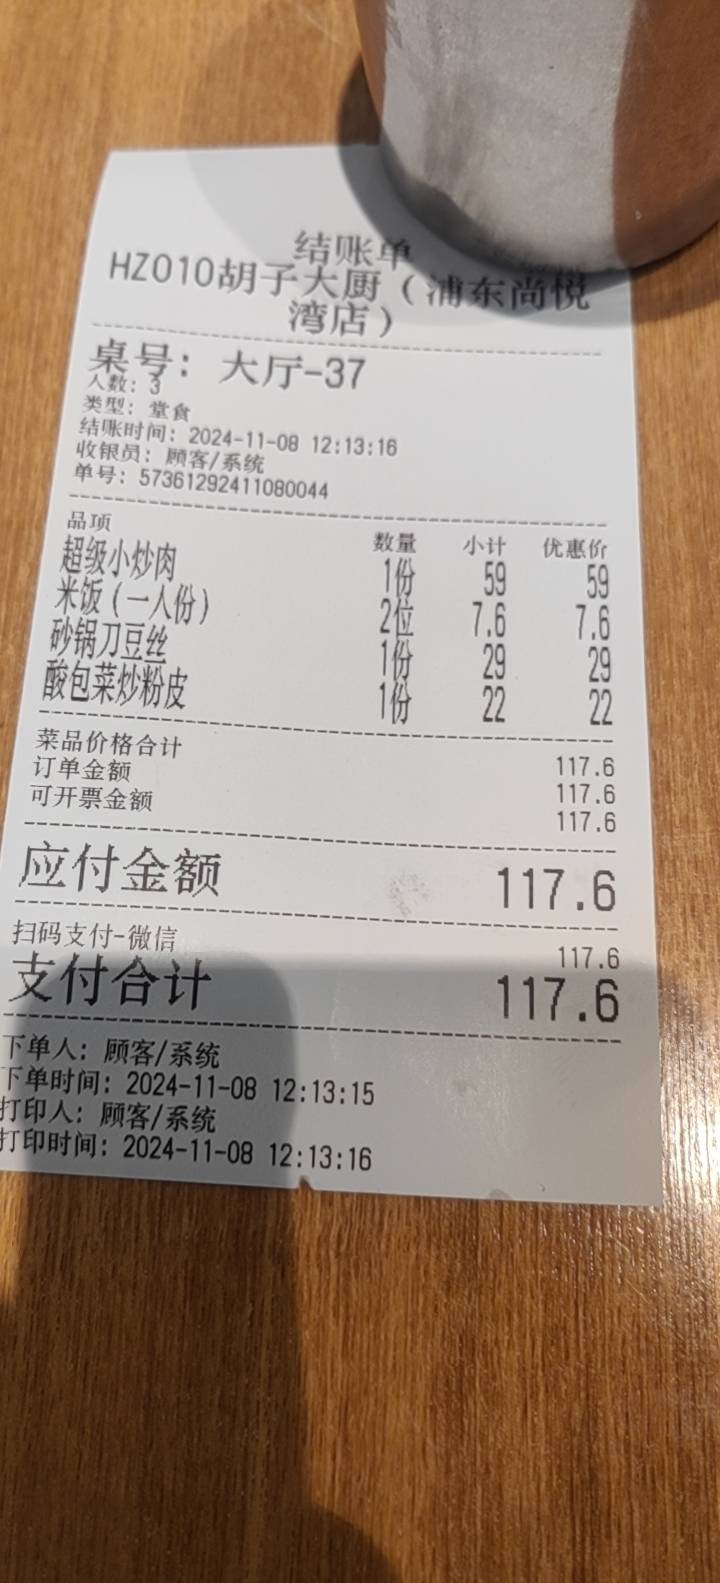 结账单
HZ010胡子大厨（浦东尚悦
湾店）
桌号：大厅-37
人数：3
类型：堂食
结账时间：2024-11-08 12:13:16
收银员：顾客/系统
单号：57361292411080044
品项 数量 小计 优惠价
超级小炒肉 1份 59 59
米饭（一人份） 2位 7.6 7.6
砂锅刀豆丝 1份 29 29
酸包菜炒粉皮 1份 22 22
菜品价格合计 117.6
订单金额 117.6
可开票金额 117.6
应付金额 117.6
扫码支付-微信 117.6
支付合计 117.6
下单人：顾客/系统
下单时间：2024-11-08 12:13:15
打印人：顾客/系统
打印时间：2024-11-08 12:13:16